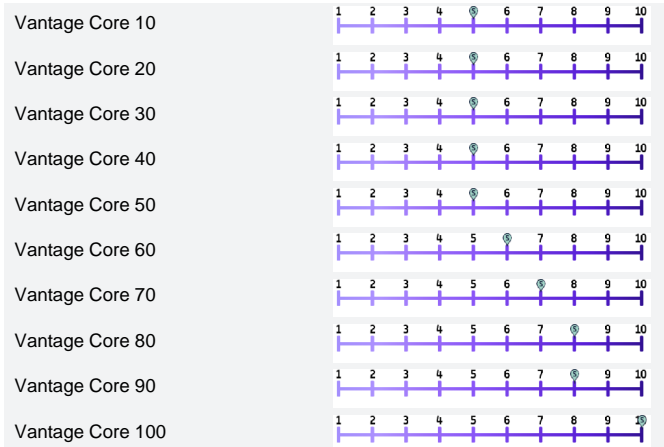 Vantage Core 10 1 2 3 4 S 6 7 8 9 10
Vantage Core 20 1 2 3 4 S 6 7 8 9 10
Vantage Core 30 1 2 3 4 S 6 7 8 9 10
Vantage Core 40 1 2 3 4 S 6 7 8 9 10
Vantage Core 50 1 2 3 4 S 6 7 8 9 10
Vantage Core 60 1 2 3 4 5 S 7 8 9 10
Vantage Core 70 1 2 3 4 5 6 S 8 9 10
Vantage Core 80 1 2 3 4 5 6 7 S 9 10
Vantage Core 90 1 2 3 4 5 6 7 S 9 10
Vantage Core 100 1 2 3 4 5 6 7 8 9 S